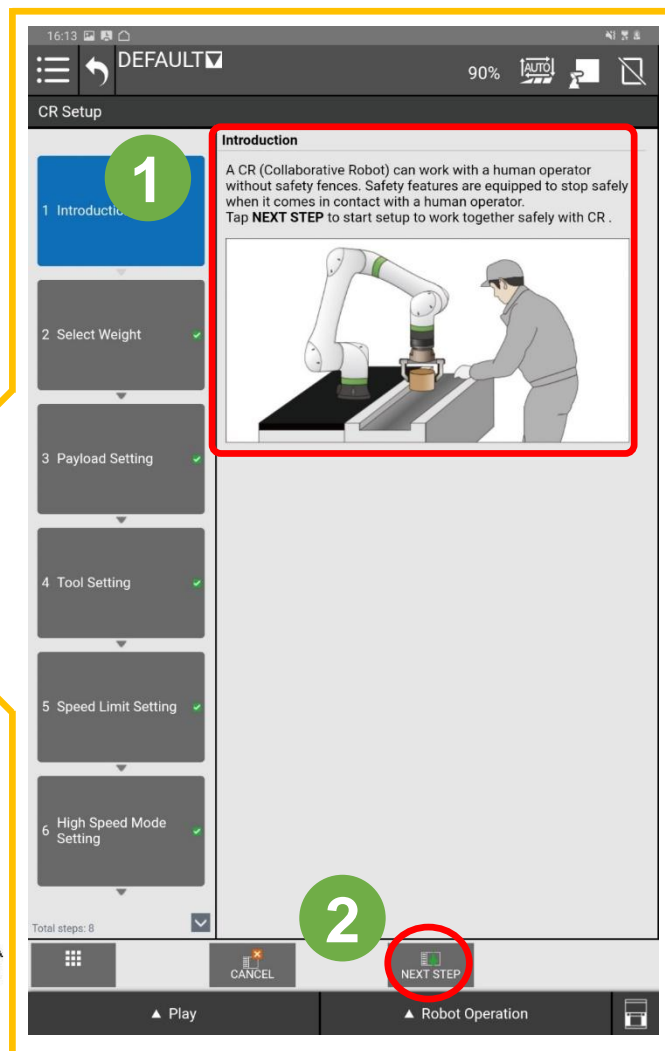 16:13
DEFAULT
90%
AUTO
CR Setup
1
Introduction
A CR (Collaborative Robot) can work with a human operator
without safety fences. Safety features are equipped to stop safely
when it comes in contact with a human operator.
Tap NEXT STEP to start setup to work together safely with CR .
1 Introduction
2 Select Weight
3 Payload Setting
4 Tool Setting
5 Speed Limit Setting
6 High Speed Mode
Setting
Total steps: 8
2
CANCEL
NEXT STEP
▲ Play
▲ Robot Operation